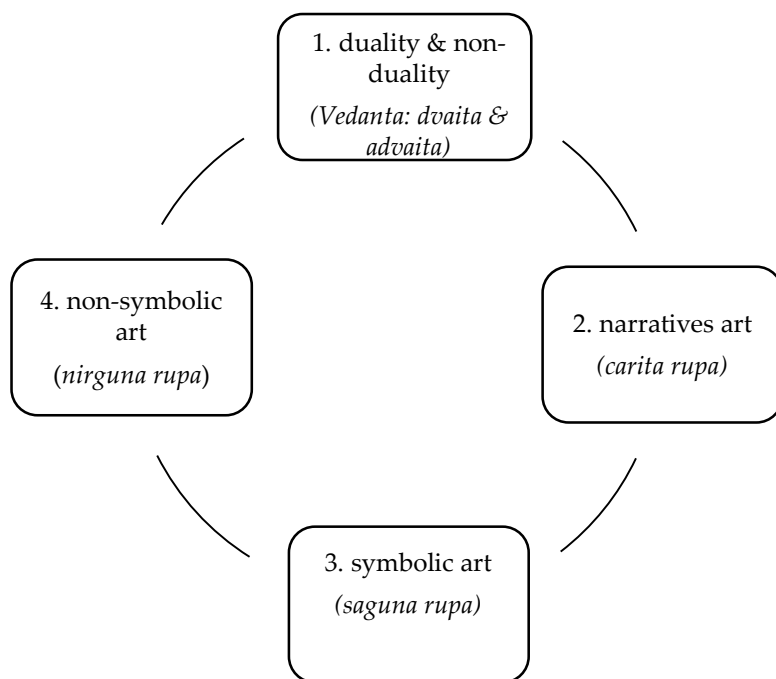 1. duality & non-
duality
(Vedanta: dvaita &
advaita)
2. narratives art
(carita rupa)
3. symbolic art
(saguna rupa)
4. non-symbolic
art
(nirguna rupa)